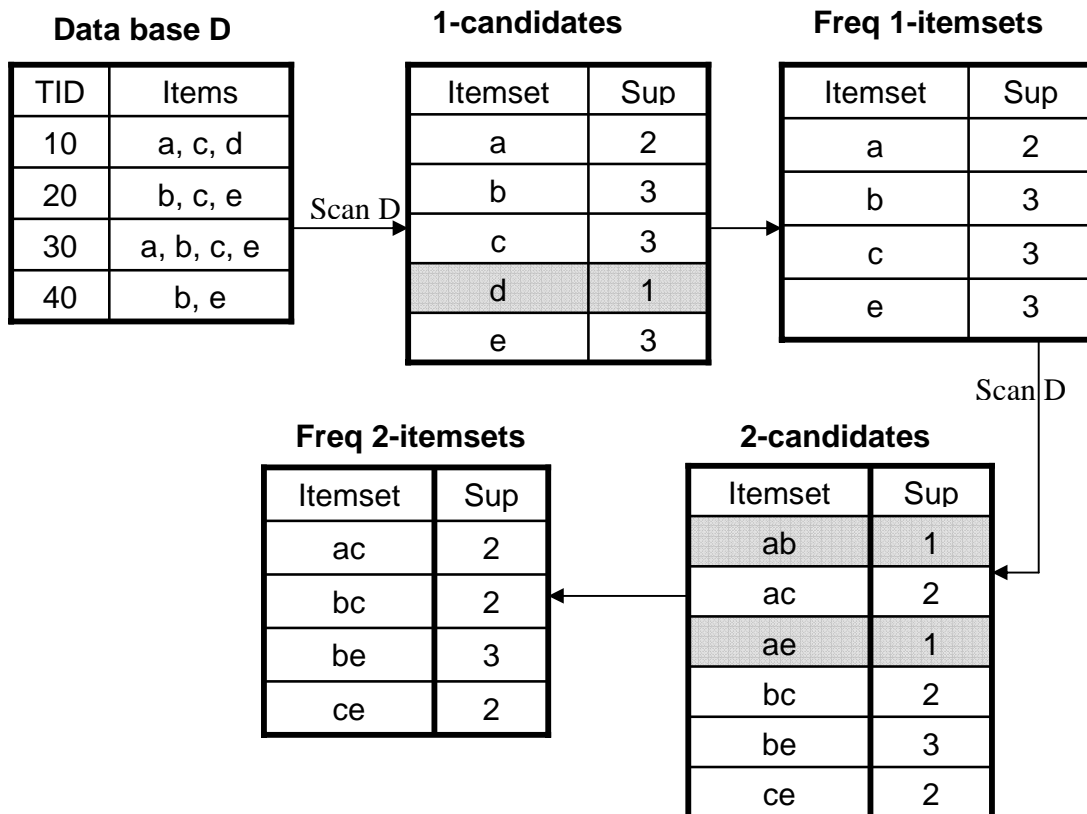 Data base D
TID Items
10 a, c, d
20 b, c, e
30 a, b, c, e
40 b, e
Scan D
1-candidates
Itemset Sup
a 2
b 3
c 3
d 1
e 3
Freq 1-itemsets
Itemset Sup
a 2
b 3
c 3
e 3
Scan D
Freq 2-itemsets
Itemset Sup
ac 2
bc 2
be 3
ce 2
2-candidates
Itemset Sup
ab 1
ac 2
ae 1
bc 2
be 3
ce 2